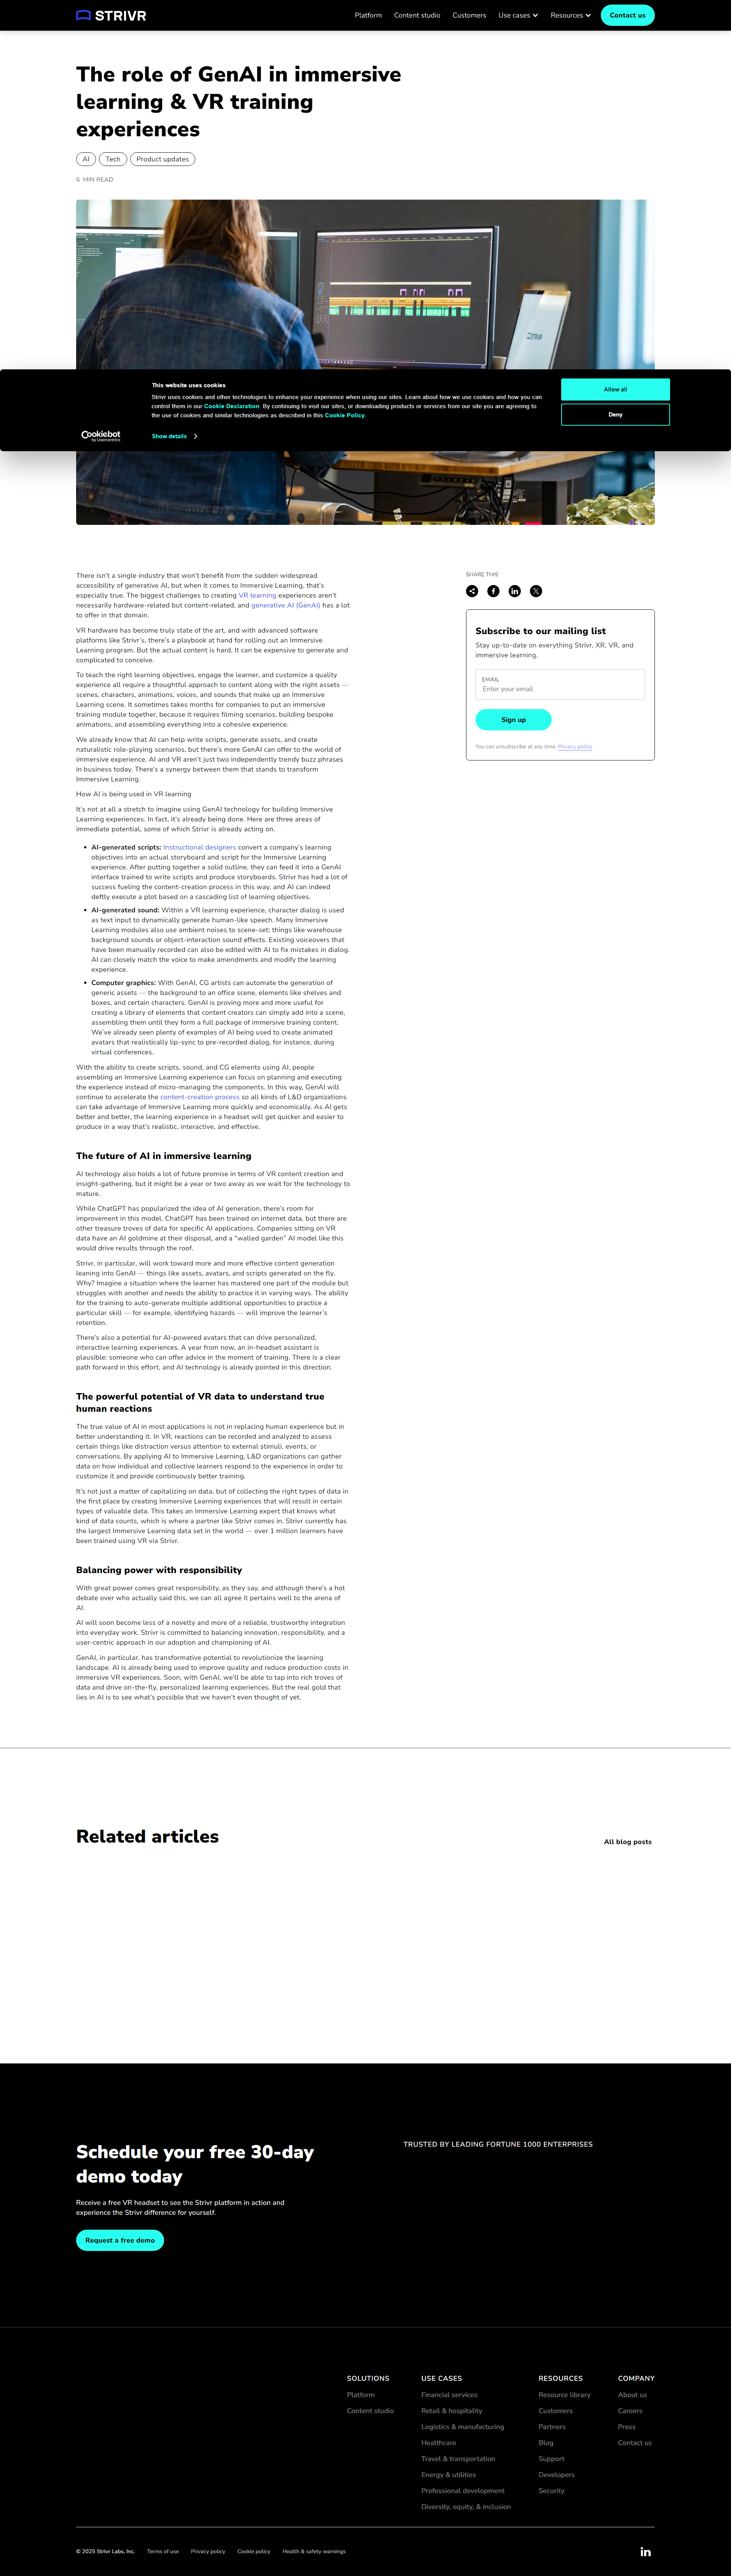 STRIVR
Platform
Content studio
Customers
Use cases
Resources
Contact us
The role of GenAI in immersive
learning & VR training
experiences
AI
Tech
Product updates
6 MIN READ
STRIVR
This website uses cookies
Strivr uses cookies and other technologies to enhance your experience when using our sites. Learn about how we use cookies and how you can
control them in our Cookie Declaration. By continuing to visit our sites, or downloading products or services from our site you are agreeing to
the use of cookies and similar technologies as described in this Cookie Policy.
Allow all
Deny
Cookiebot
by Usercentrics
Show details
There isn't a single industry that won't benefit from the sudden widespread
accessibility of generative AI, but when it comes to Immersive Learning, that's
especially true. The biggest challenges to creating VR learning experiences aren't
necessarily hardware-related but content-related, and generative AI (GenAI) has a lot
to offer in that domain.
VR hardware has become truly state of the art, and with advanced software
platforms like Strivr's, there's a playbook at hand for rolling out an Immersive
Learning program. But the actual content is hard. It can be expensive to generate and
complicated to conceive.
To teach the right learning objectives, engage the learner, and customize a quality
experience all require a thoughtful approach to content along with the right assets —
scenes, characters, animations, voices, and sounds that make up an Immersive
Learning scene. It sometimes takes months for companies to put an immersive
training module together, because it requires filming scenarios, building bespoke
animations, and assembling everything into a cohesive experience.
We already know that AI can help write scripts, generate assets, and create
naturalistic role-playing scenarios, but there's more GenAI can offer to the world of
immersive experience. AI and VR aren't just two independently trendy buzz phrases
in business today. There's a synergy between them that stands to transform
Immersive Learning.
How AI is being used in VR learning
It's not at all a stretch to imagine using GenAI technology for building Immersive
Learning experiences. In fact, it's already being done. Here are three areas of
immediate potential, some of which Strivr is already acting on.
• AI-generated scripts: Instructional designers convert a company's learning
objectives into an actual storyboard and script for the Immersive Learning
experience. After putting together a solid outline, they can feed it into a GenAI
interface trained to write scripts and produce storyboards. Strivr has had a lot of
success fueling the content-creation process in this way, and AI can indeed
deftly execute a plot based on a cascading list of learning objectives.
• AI-generated sound: Within a VR learning experience, character dialog is used
as text input to dynamically generate human-like speech. Many Immersive
Learning modules also use ambient noises to scene-set: things like warehouse
background sounds or object-interaction sound effects. Existing voiceovers that
have been manually recorded can also be edited with AI to fix mistakes in dialog.
AI can closely match the voice to make amendments and modify the learning
experience.
• Computer graphics: With GenAI, CG artists can automate the generation of
generic assets — the background to an office scene, elements like shelves and
boxes, and certain characters. GenAI is proving more and more useful for
creating a library of elements that content creators can simply add into a scene,
assembling them until they form a full package of immersive training content.
We've already seen plenty of examples of AI being used to create animated
avatars that realistically lip-sync to pre-recorded dialog, for instance, during
virtual conferences.
With the ability to create scripts, sound, and CG elements using AI, people
assembling an Immersive Learning experience can focus on planning and executing
the experience instead of micro-managing the components. In this way, GenAI will
continue to accelerate the content-creation process so all kinds of L&D organizations
can take advantage of Immersive Learning more quickly and economically. As AI gets
better and better, the learning experience in a headset will get quicker and easier to
produce in a way that's realistic, interactive, and effective.
The future of AI in immersive learning
AI technology also holds a lot of future promise in terms of VR content creation and
insight-gathering, but it might be a year or two away as we wait for the technology to
mature.
While ChatGPT has popularized the idea of AI generation, there's room for
improvement in this model. ChatGPT has been trained on internet data, but there are
other treasure troves of data for specific AI applications. Companies sitting on VR
data have an AI goldmine at their disposal, and a “walled garden” AI model like this
would drive results through the roof.
Strivr, in particular, will work toward more and more effective content generation
leaning into GenAI — things like assets, avatars, and scripts generated on the fly.
Why? Imagine a situation where the learner has mastered one part of the module but
struggles with another and needs the ability to practice it in varying ways. The ability
for the training to auto-generate multiple additional opportunities to practice a
particular skill — for example, identifying hazards — will improve the learner's
retention.
There's also a potential for AI-powered avatars that can drive personalized,
interactive learning experiences. A year from now, an in-headset assistant is
plausible: someone who can offer advice in the moment of training. There is a clear
path forward in this effort, and AI technology is already pointed in this direction.
The powerful potential of VR data to understand true
human reactions
The true value of AI in most applications is not in replacing human experience but in
better understanding it. In VR, reactions can be recorded and analyzed to assess
certain things like distraction versus attention to external stimuli, events, or
conversations. By applying AI to Immersive Learning, L&D organizations can gather
data on how individual and collective learners respond to the experience in order to
customize it and provide continuously better training.
It's not just a matter of capitalizing on data, but of collecting the right types of data in
the first place by creating Immersive Learning experiences that will result in certain
types of valuable data. This takes an Immersive Learning expert that knows what
kind of data counts, which is where a partner like Strivr comes in. Strivr currently has
the largest Immersive Learning data set in the world — over 1 million learners have
been trained using VR via Strivr.
Balancing power with responsibility
With great power comes great responsibility, as they say, and although there's a hot
debate over who actually said this, we can all agree it pertains well to the arena of
AI.
AI will soon become less of a novelty and more of a reliable, trustworthy integration
into everyday work. Strivr is committed to balancing innovation, responsibility, and a
user-centric approach in our adoption and championing of AI.
GenAI, in particular, has transformative potential to revolutionize the learning
landscape. AI is already being used to improve quality and reduce production costs in
immersive VR experiences. Soon, with GenAI, we'll be able to tap into rich troves of
data and drive on-the-fly, personalized learning experiences. But the real gold that
lies in AI is to see what's possible that we haven't even thought of yet.
SHARE THIS
Subscribe to our mailing list
Stay up-to-date on everything Strivr, XR, VR, and
immersive learning.
EMAIL
Enter your email
Sign up
You can unsubscribe at any time. Privacy policy
Related articles
All blog posts
Schedule your free 30-day
demo today
Receive a free VR headset to see the Strivr platform in action and
experience the Strivr difference for yourself.
Request a free demo
TRUSTED BY LEADING FORTUNE 1000 ENTERPRISES
SOLUTIONS
Platform
Content studio
USE CASES
Financial services
Retail & hospitality
Logistics & manufacturing
Healthcare
Travel & transportation
Energy & utilities
Professional development
Diversity, equity, & inclusion
RESOURCES
Resource library
Customers
Partners
Blog
Support
Developers
Security
COMPANY
About us
Careers
Press
Contact us
© 2025 Strivr Labs, Inc.
Terms of use
Privacy policy
Cookie policy
Health & safety warnings